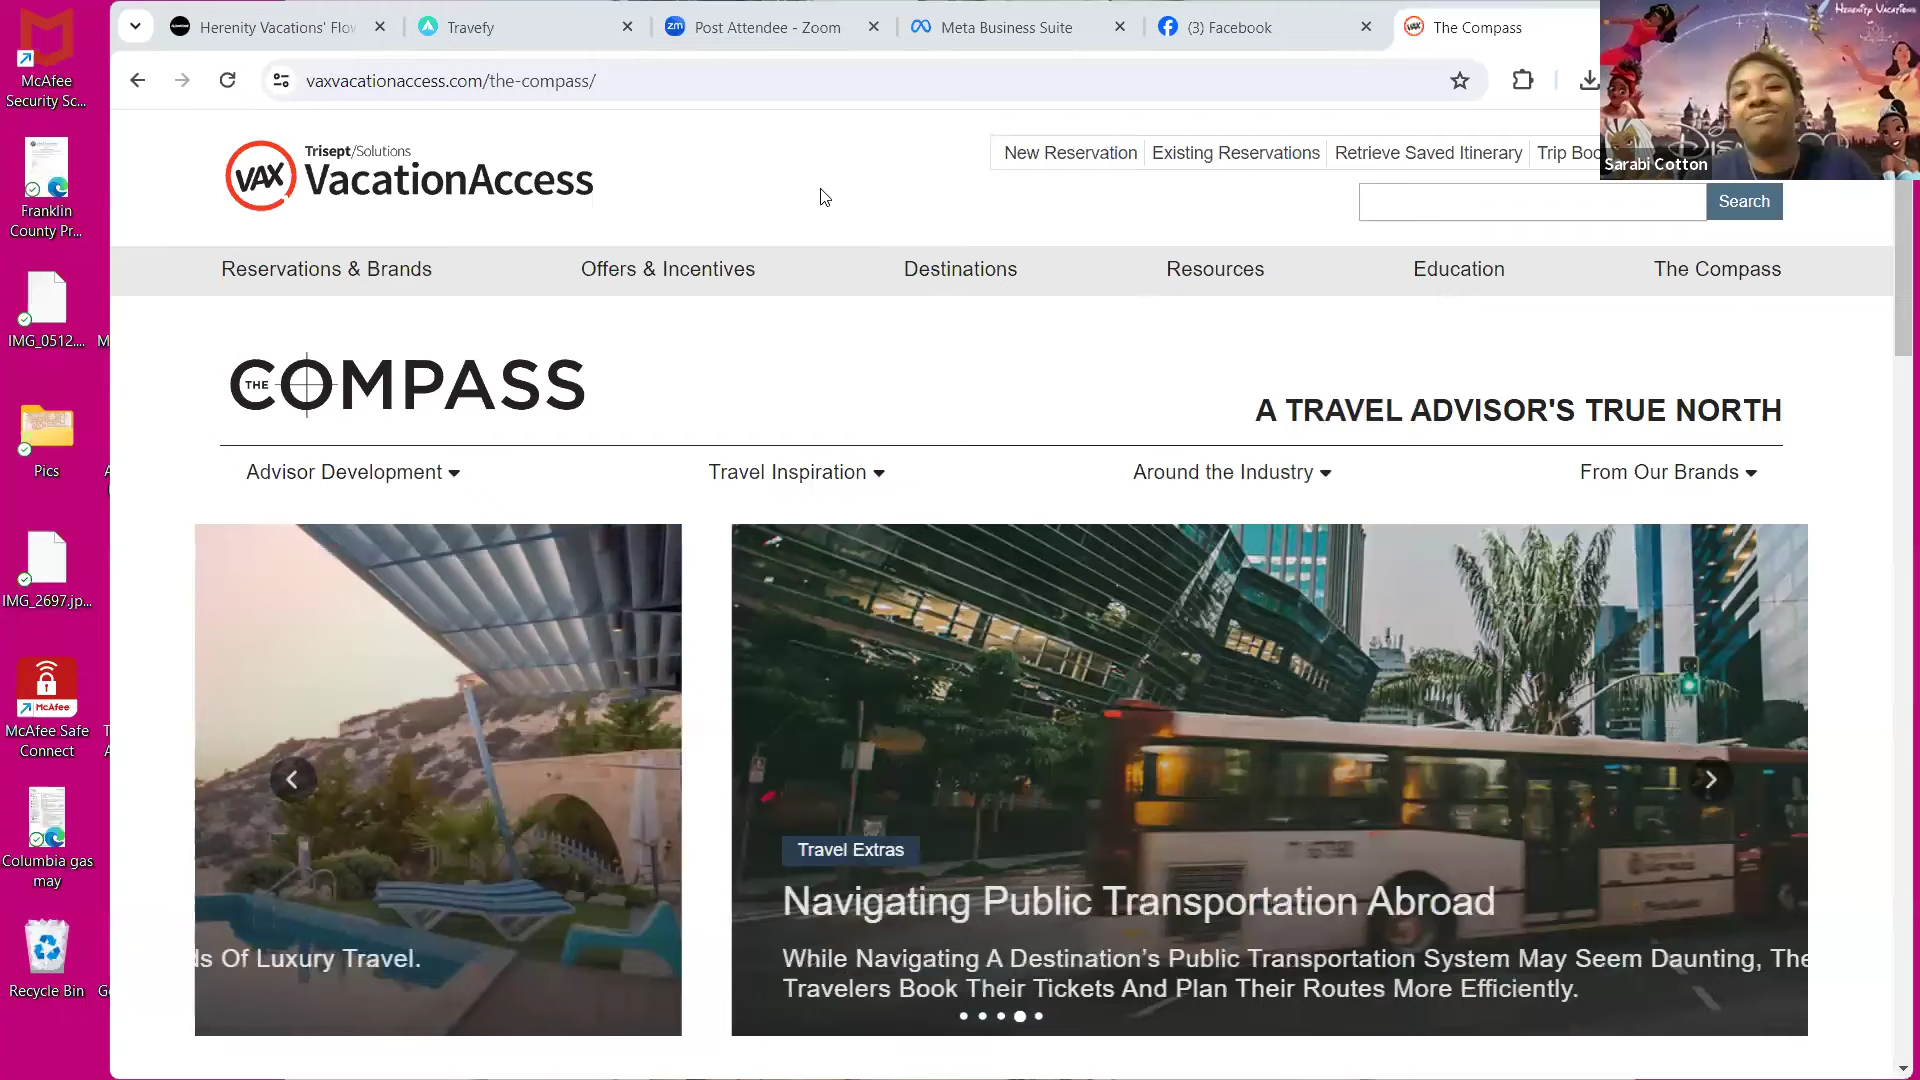 Herenity Vacations' Flow
Travefy
Post Attendee - Zoom
Meta Business Suite
(3) Facebook
The Compass
vaxvacationaccess.com/the-compass/
Herenity Vacations
Sarabi Cotton
McAfee
Security Sc...
Franklin
County Pr...
IMG_0512....
Pics
IMG_2697.jp...
McAfee
McAfee Safe
Connect
Columbia gas
may
Recycle Bin
VAX
Trisept/Solutions
VacationAccess
New Reservation
Existing Reservations
Retrieve Saved Itinerary
Trip Boo
Search
Reservations & Brands
Offers & Incentives
Destinations
Resources
Education
The Compass
THE COMPASS
A TRAVEL ADVISOR'S TRUE NORTH
Advisor Development
Travel Inspiration
Around the Industry
From Our Brands
ds Of Luxury Travel.
Travel Extras
Navigating Public Transportation Abroad
While Navigating A Destination's Public Transportation System May Seem Daunting, The
Travelers Book Their Tickets And Plan Their Routes More Efficiently.